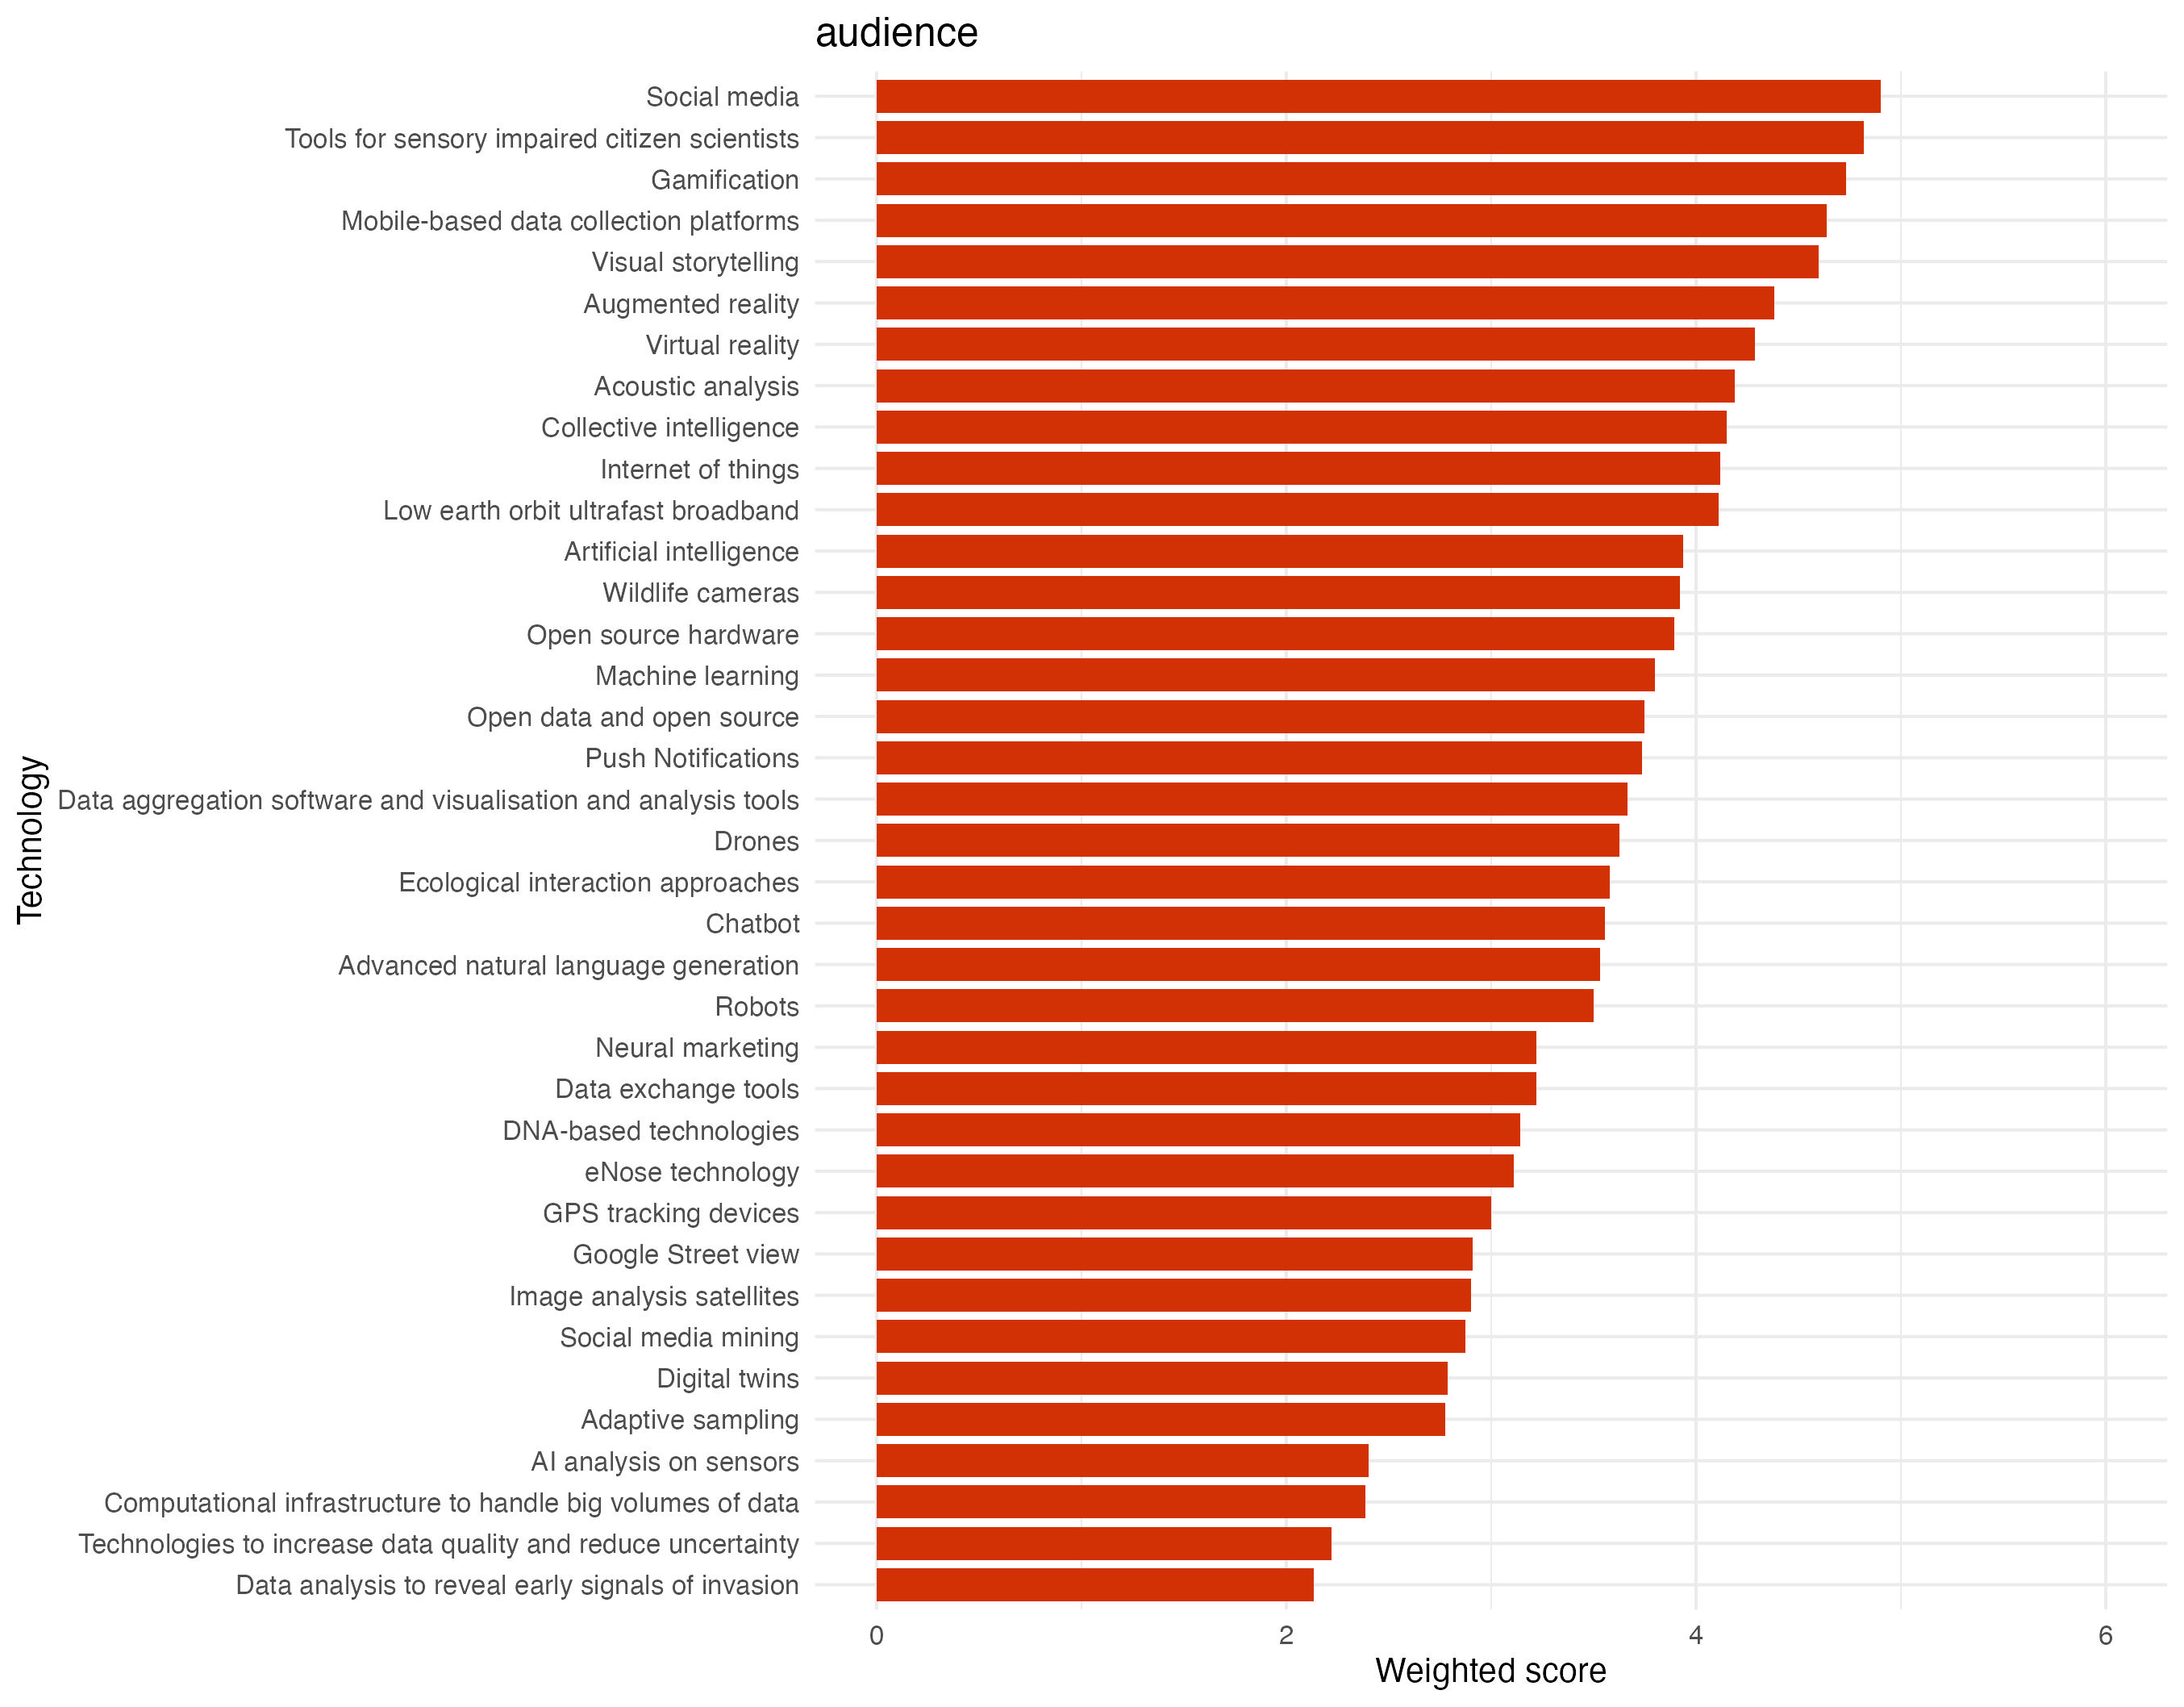 audience
Social media
Tools for sensory impaired citizen scientists
Gamification
Mobile-based data collection platforms
Visual storytelling
Augmented reality
Virtual reality
Acoustic analysis
Collective intelligence
Internet of things
Low earth orbit ultrafast broadband
Artificial intelligence
Wildlife cameras
Open source hardware
Machine learning
Open data and open source
Push Notifications
Data aggregation software and visualisation and analysis tools
Drones
Ecological interaction approaches
Chatbot
Advanced natural language generation
Robots
Neural marketing
Data exchange tools
DNA-based technologies
eNose technology
GPS tracking devices
Google Street view
Image analysis satellites
Social media mining
Digital twins
Adaptive sampling
AI analysis on sensors
Computational infrastructure to handle big volumes of data
Technologies to increase data quality and reduce uncertainty
Data analysis to reveal early signals of invasion
Technology
0 2 4 6
Weighted score